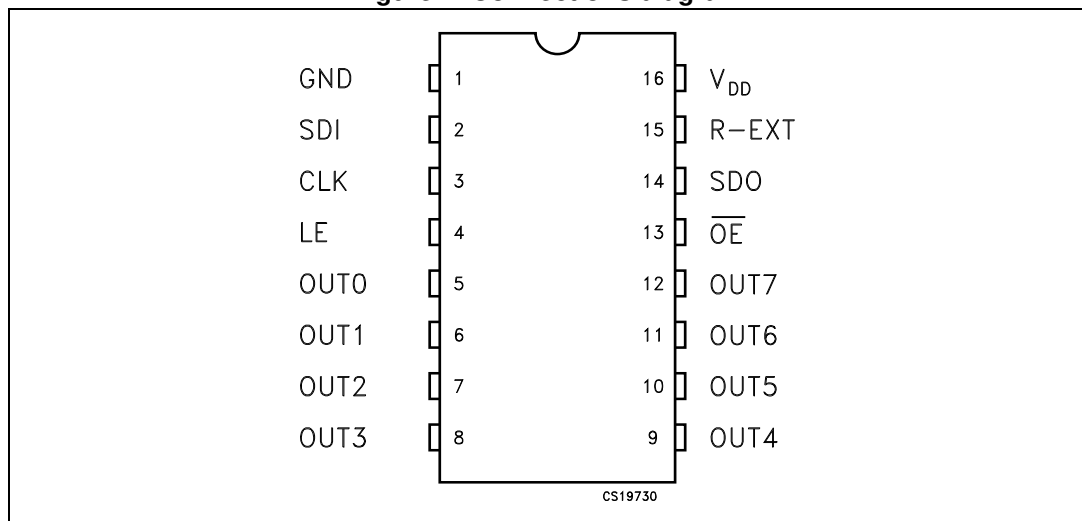 GND 1 16 VDD
SDI 2 15 R-EXT
CLK 3 14 SDO
LE 4 13 OE
OUT0 5 12 OUT7
OUT1 6 11 OUT6
OUT2 7 10 OUT5
OUT3 8 9 OUT4
CS19730